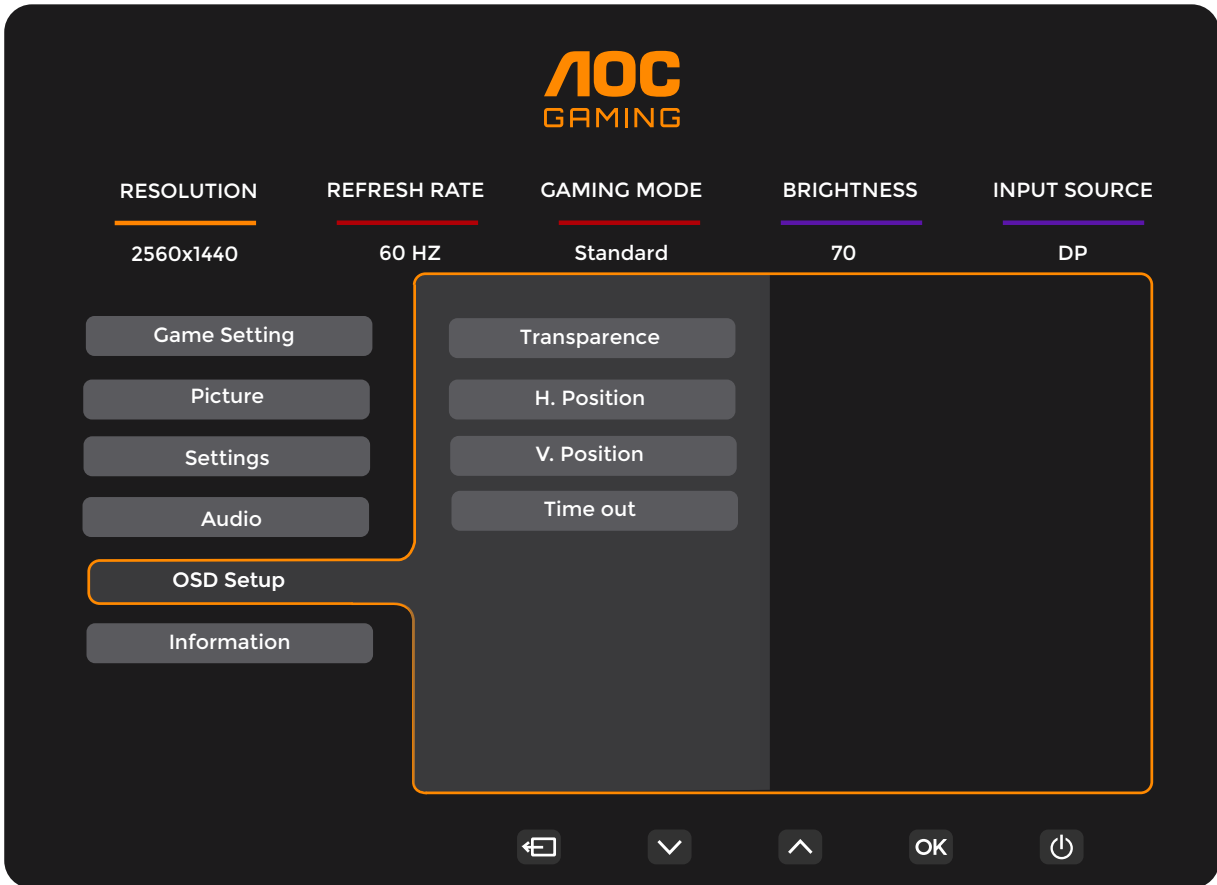 AOC
GAMING
RESOLUTION REFRESH RATE GAMING MODE BRIGHTNESS INPUT SOURCE
2560x1440 60 HZ Standard 70 DP
Game Setting
Picture
Settings
Audio
OSD Setup
Information
Transparence
H. Position
V. Position
Time out
OK